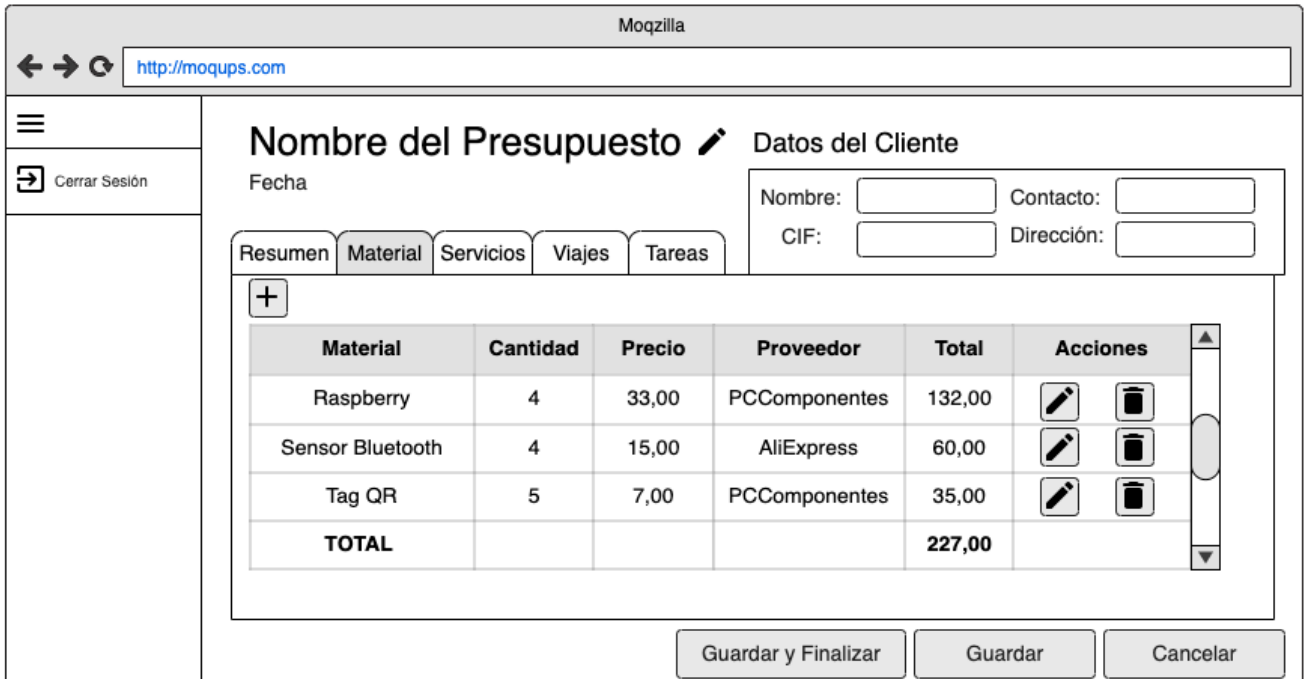 Moqzilla
http://moqups.com
Cerrar Sesión
Nombre del Presupuesto
Fecha
Datos del Cliente
Nombre: Contacto:
CIF: Dirección:
Resumen Material Servicios Viajes Tareas
Material Cantidad Precio Proveedor Total Acciones
Raspberry 4 33,00 PCComponentes 132,00
Sensor Bluetooth 4 15,00 AliExpress 60,00
Tag QR 5 7,00 PCComponentes 35,00
TOTAL 227,00
Guardar y Finalizar Guardar Cancelar